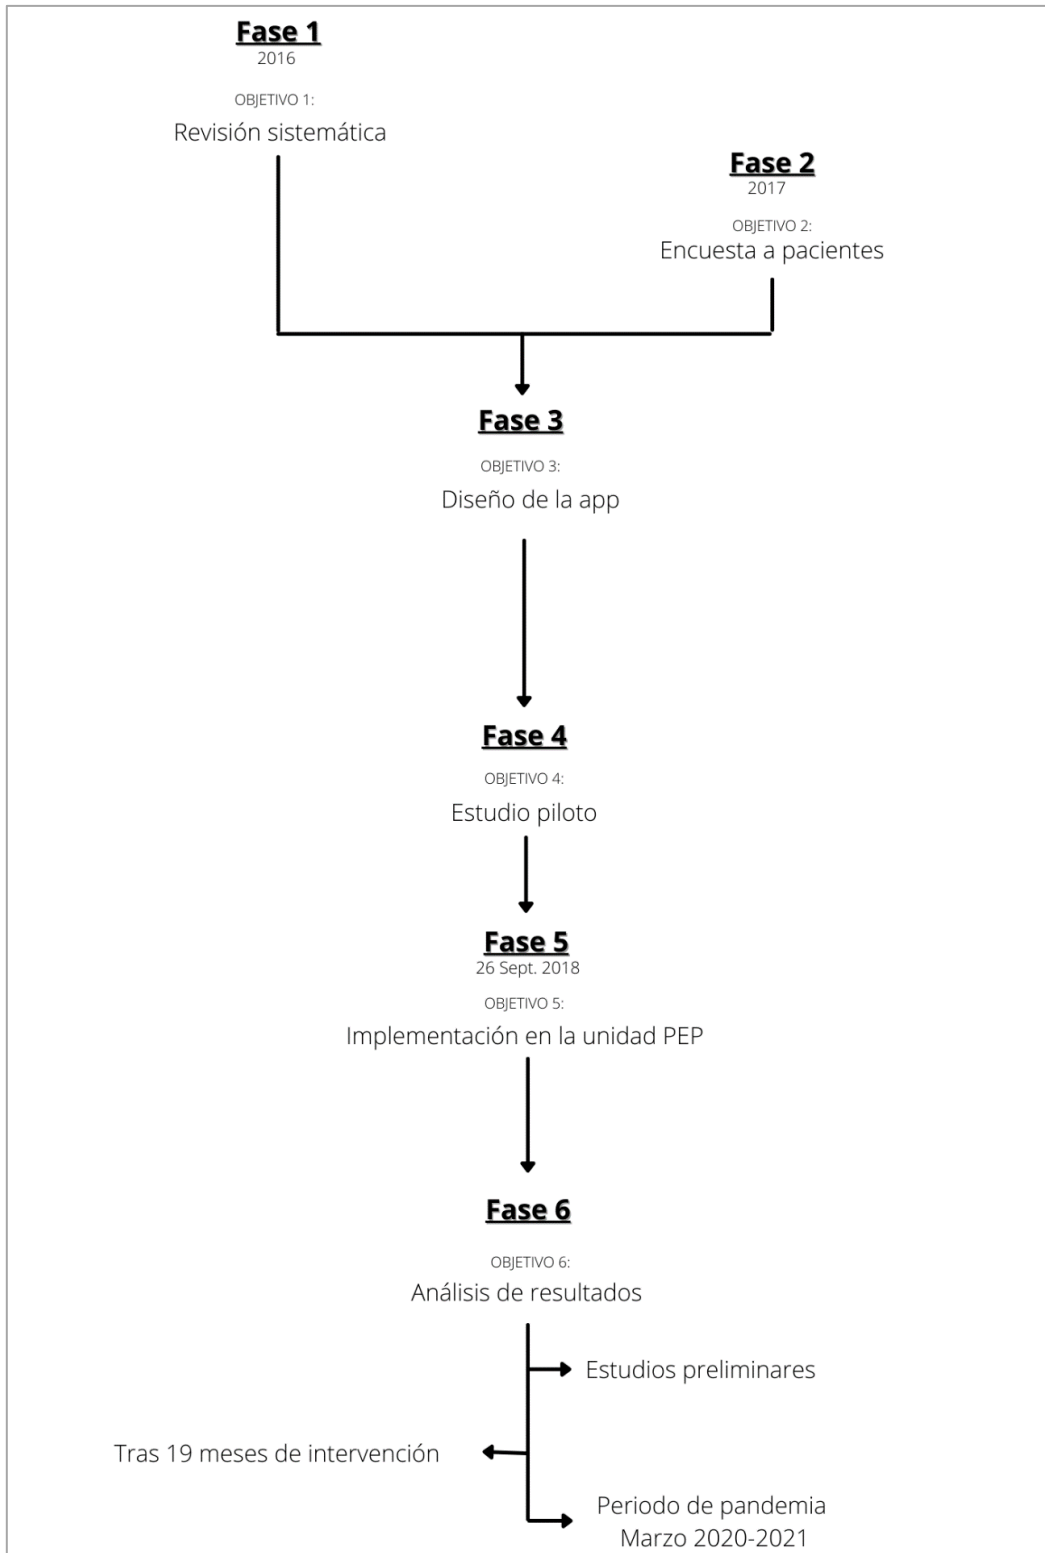 Fase 1
2016
OBJETIVO 1:
Revisión sistemática
Fase 2
2017
OBJETIVO 2:
Encuesta a pacientes
Fase 3
OBJETIVO 3:
Diseño de la app
Fase 4
OBJETIVO 4:
Estudio piloto
Fase 5
26 Sept. 2018
OBJETIVO 5:
Implementación en la unidad PEP
Fase 6
OBJETIVO 6:
Análisis de resultados
Estudios preliminares
Tras 19 meses de intervención
Periodo de pandemia
Marzo 2020-2021